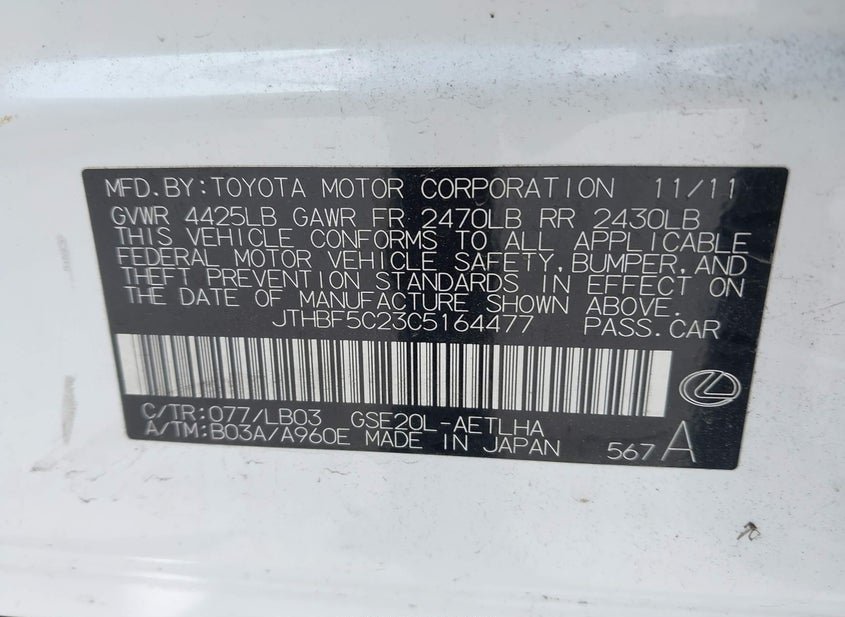 MFD.BY:TOYOTA MOTOR CORPORATION 11/11
GVWR 4425LB GAWR FR 2470LB RR 2430LB
THIS VEHICLE CONFORMS TO ALL APPLICABLE
FEDERAL MOTOR VEHICLE SAFETY,BUMPER,AND
THEFT PREVENTION STANDARDS IN EFFECT ON
THE DATE OF MANUFACTURE SHOWN ABOVE.
JTHBF5C23C5164477 PASS.CAR
C/TR:077/LB03 GSE20L-AETLHA
A/TM:B03A/A960E MADE IN JAPAN 567A